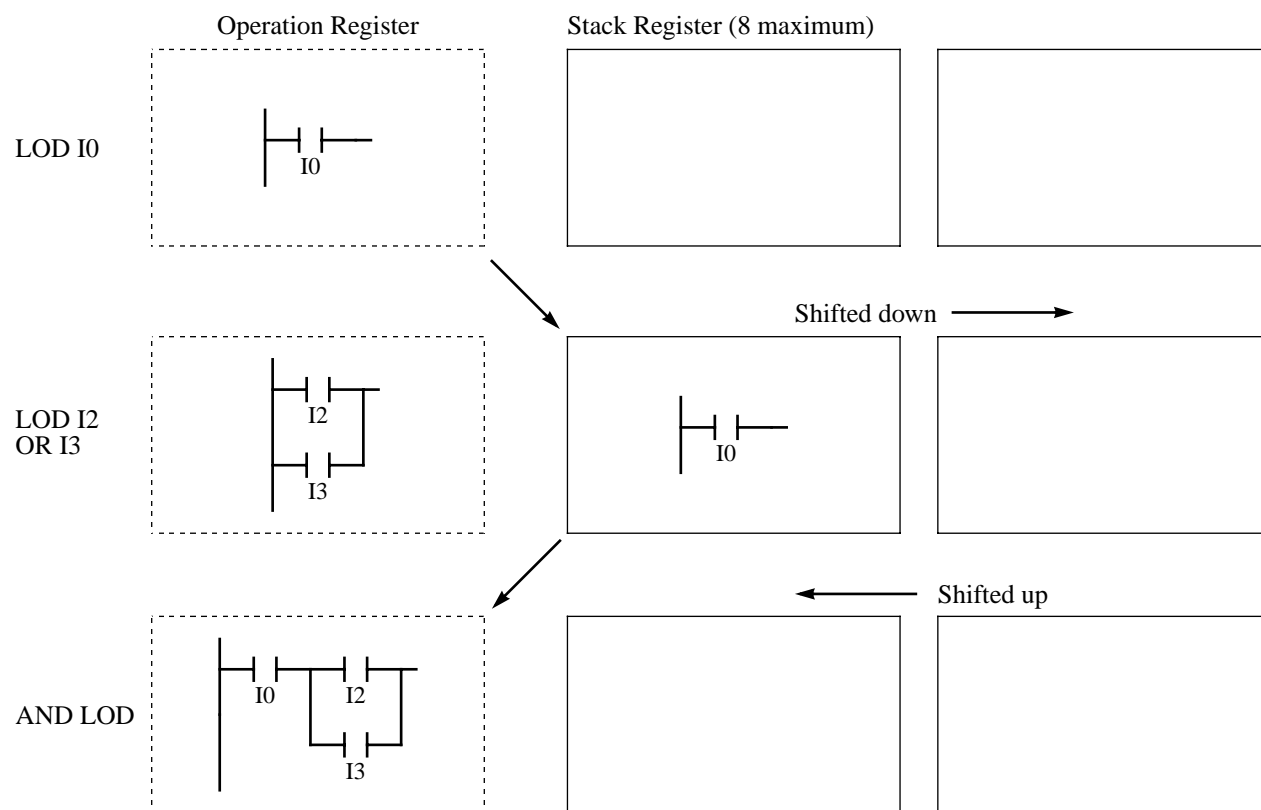 Operation Register
Stack Register (8 maximum)
LOD I0
I0
Shifted down
LOD I2
OR I3
I2
I3
I0
Shifted up
AND LOD
I0
I2
I3